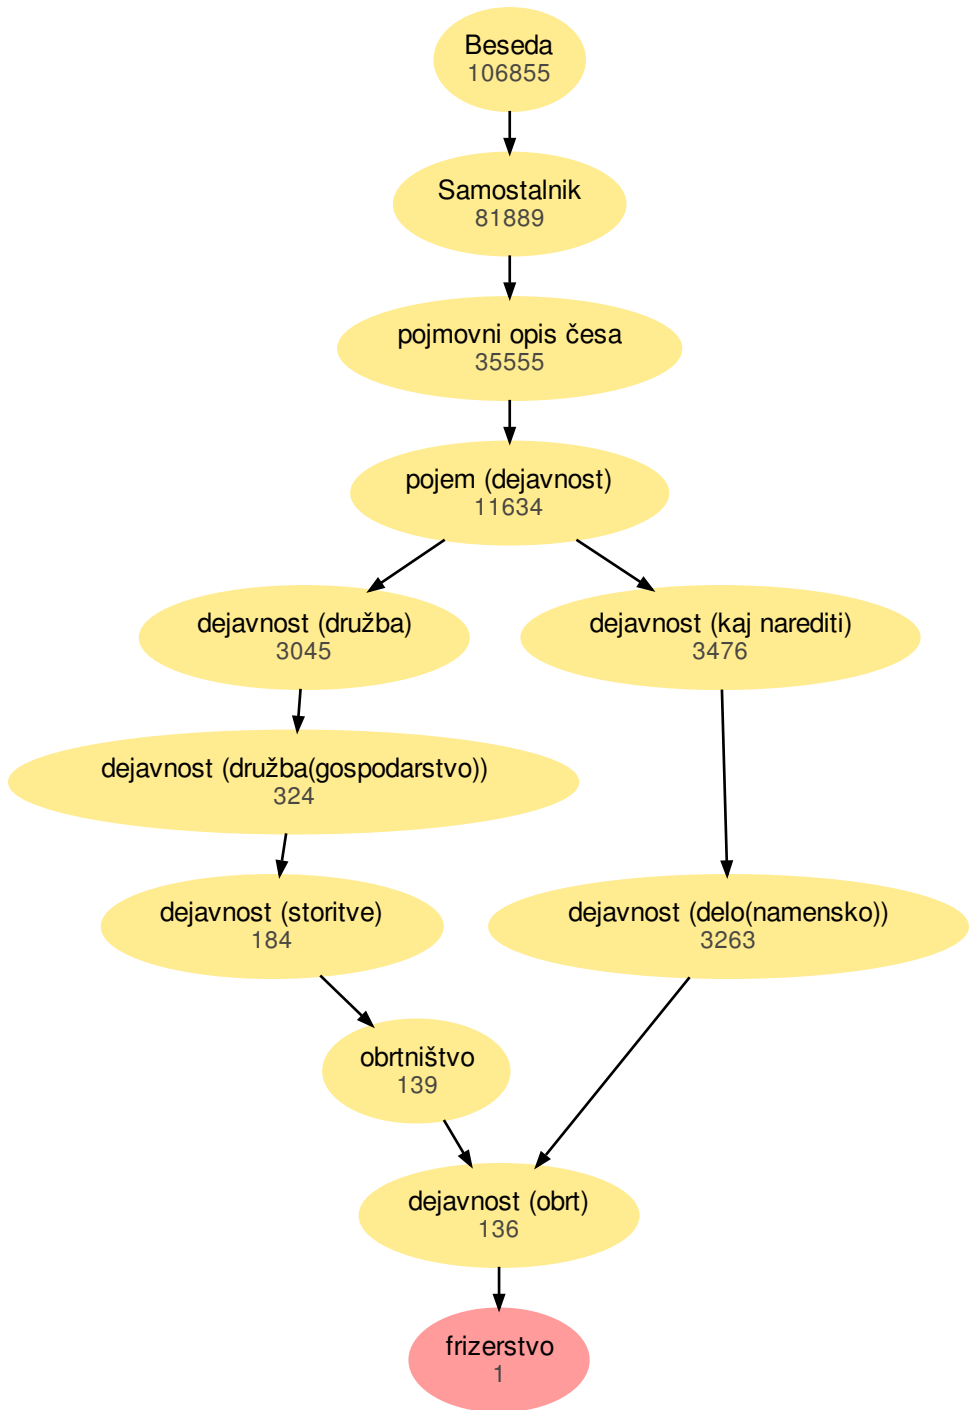 Beseda
106855
Samostalnik
81889
pojmovni opis česa
35555
pojem (dejavnost)
11634
dejavnost (družba)
3045
dejavnost (kaj narediti)
3476
dejavnost (družba(gospodarstvo))
324
dejavnost (storitve)
184
dejavnost (delo(namensko))
3263
obrtništvo
139
dejavnost (obrt)
136
frizerstvo
1